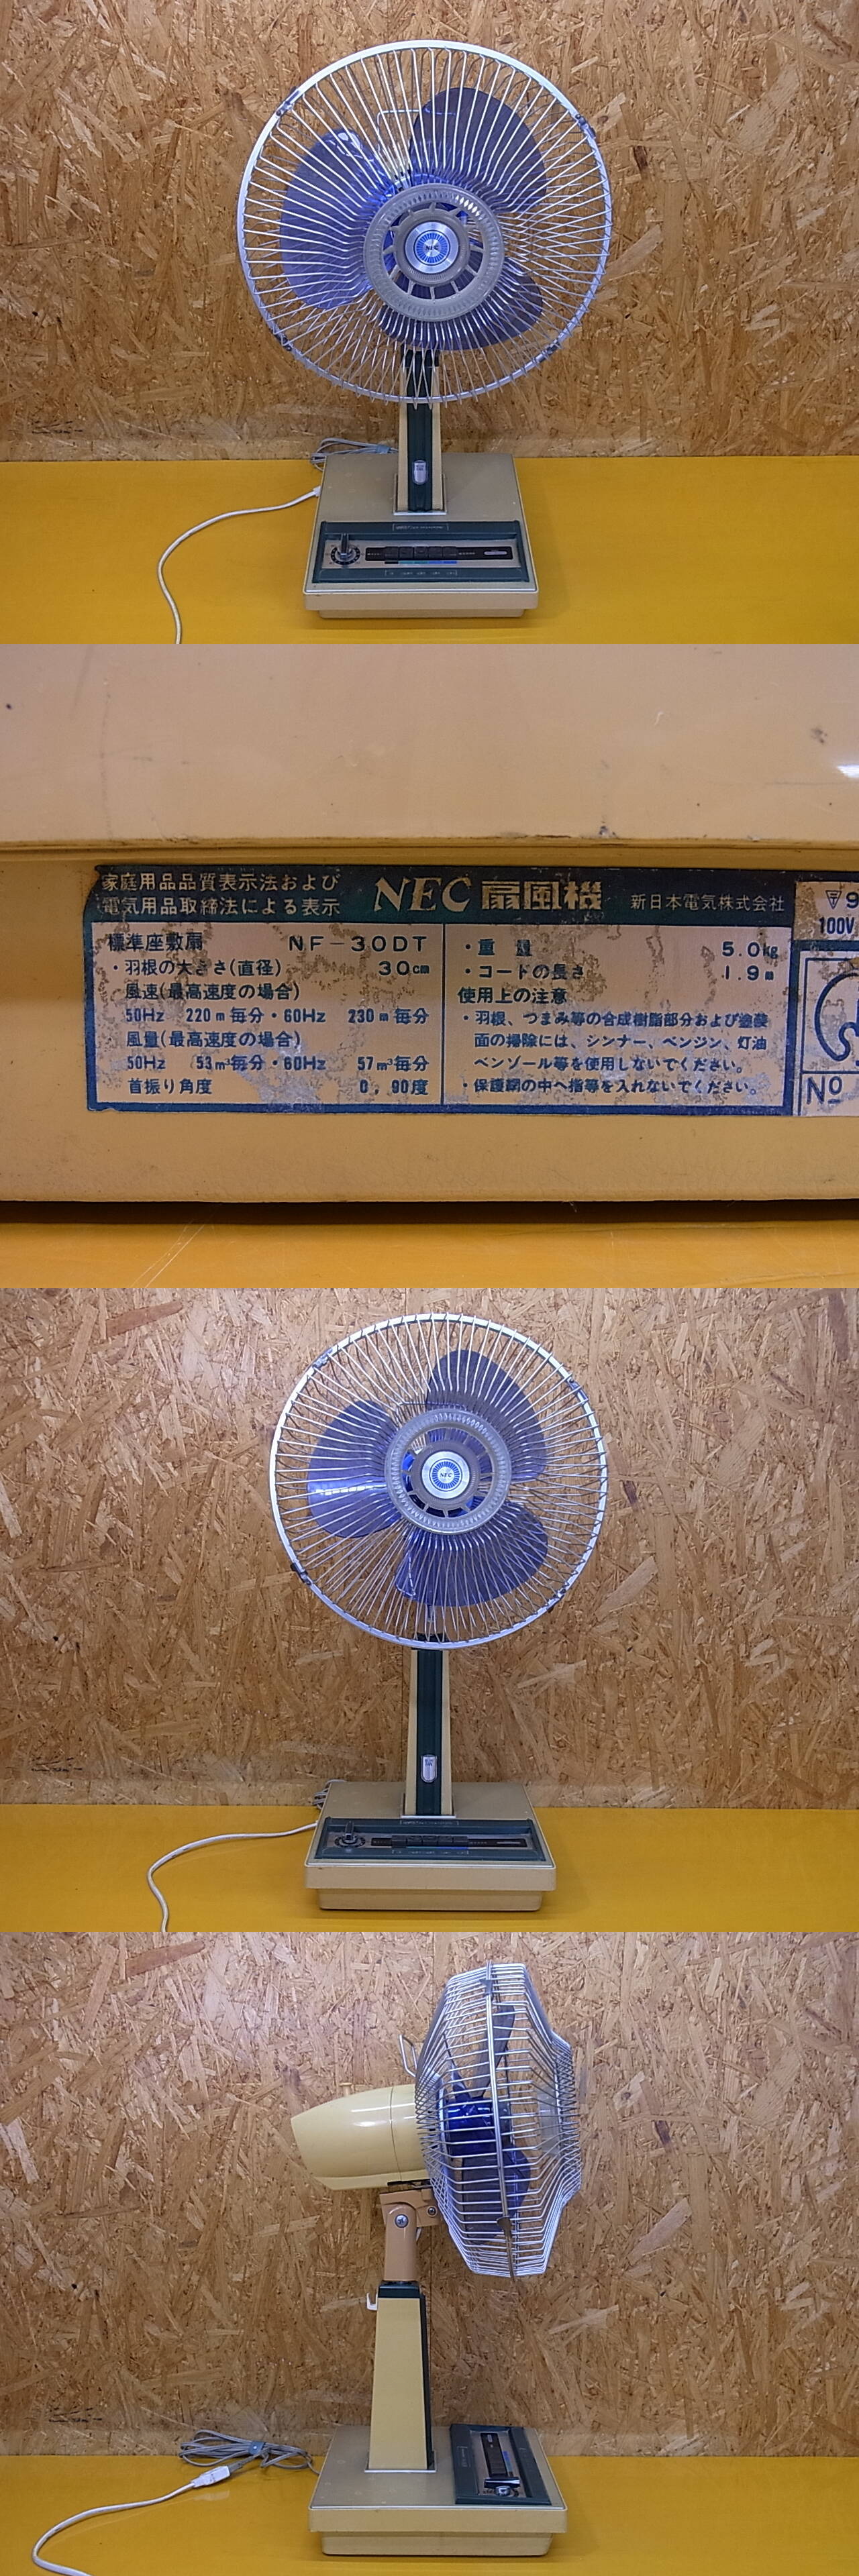 NEC
家庭用品品質表示法および
電気用品取締法による表示
NEC 扇風機
新日本電気株式会社
標準座敷扇 NF-30DT
・羽根の大きさ(直径) 30cm
風速(最高速度の場合)
50Hz 220m毎分・60Hz 230m毎分
風量(最高速度の場合)
50Hz 53m³毎分・60Hz 57m³毎分
首振り角度 0,90度
・重量 5.0kg
・コードの長さ 1.9m
使用上の注意
・羽根、つまみ等の合成樹脂部分および塗装
面の掃除には、シンナー、ベンジン、灯油
ベンゾール等を使用しないでください。
・保護網の中へ指等を入れないでください。
100V
No
NEC